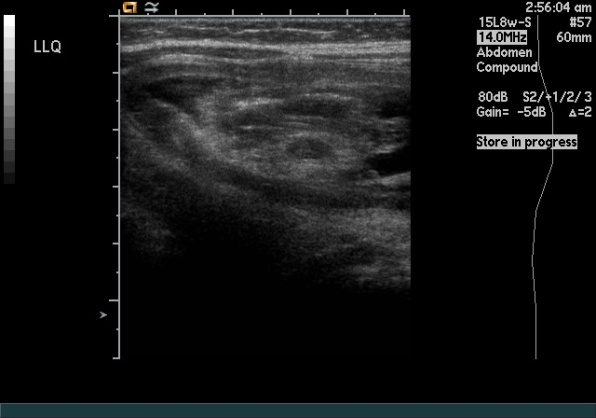 2:56:04 am
15L8w-S #57
14.0MHz 60mm
Abdomen
Compound
LLQ
80dB S2/+1/2/3
Gain= -5dB Δ=2
Store in progress